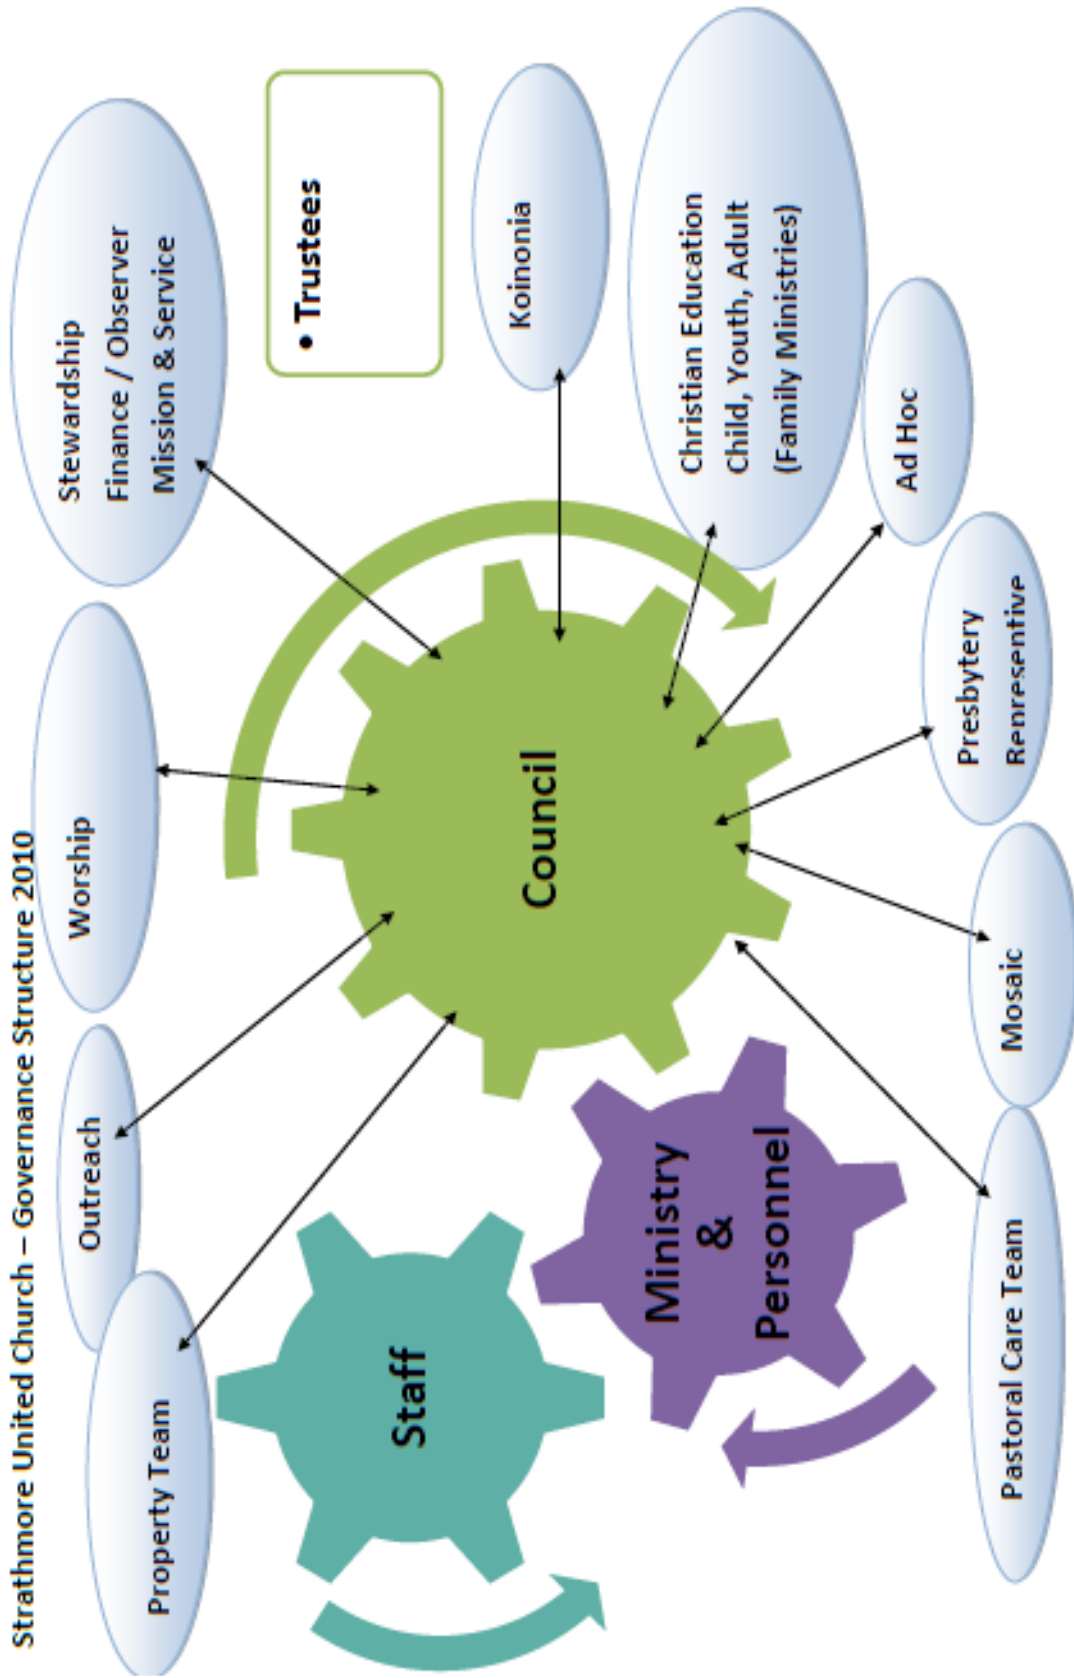 Strathmore United Church – Governance Structure 2010
Property Team
Outreach
Worship
Stewardship
Finance / Observer
Mission & Service
• Trustees
Koinonia
Christian Education
Child, Youth, Adult
(Family Ministries)
Ad Hoc
Presbytery
Representive
Mosaic
Pastoral Care Team
Staff
Ministry
&
Personnel
Council